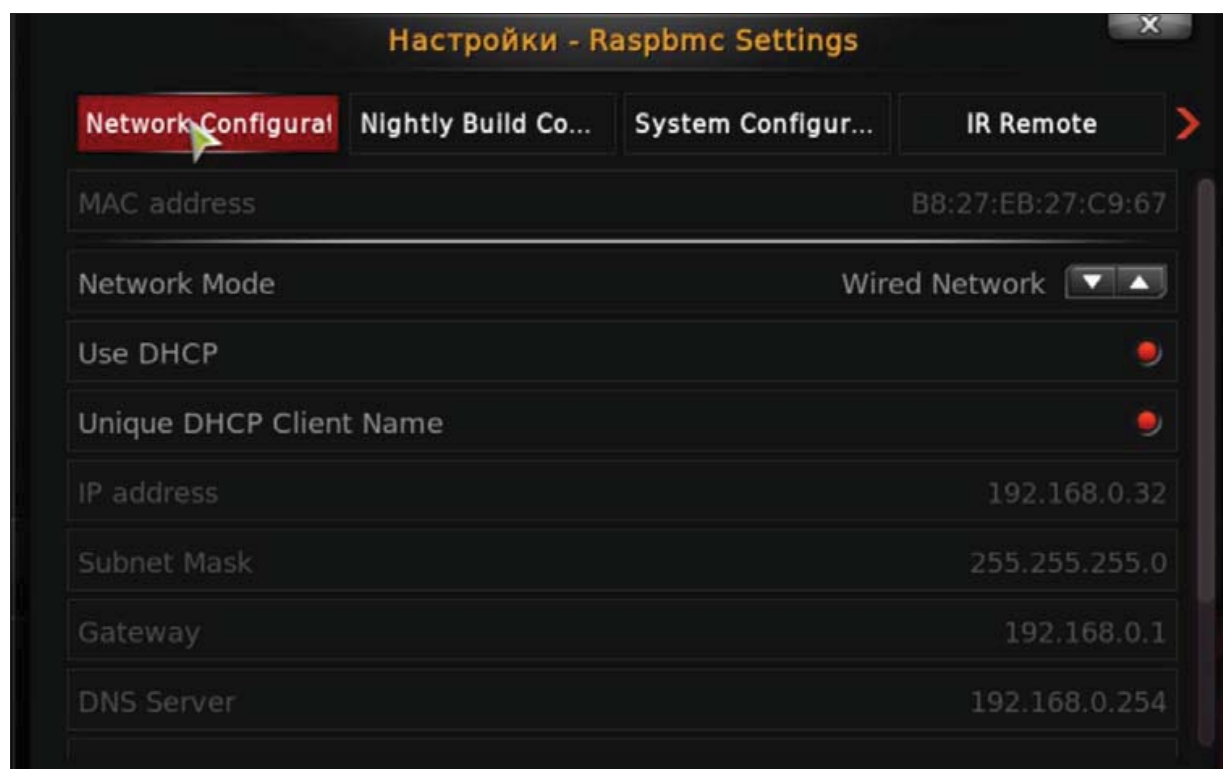 Настройки - Raspbmc Settings
Network Configurat Nightly Build Co... System Configur... IR Remote
MAC address B8:27:EB:27:C9:67
Network Mode Wired Network
Use DHCP
Unique DHCP Client Name
IP address 192.168.0.32
Subnet Mask 255.255.255.0
Gateway 192.168.0.1
DNS Server 192.168.0.254